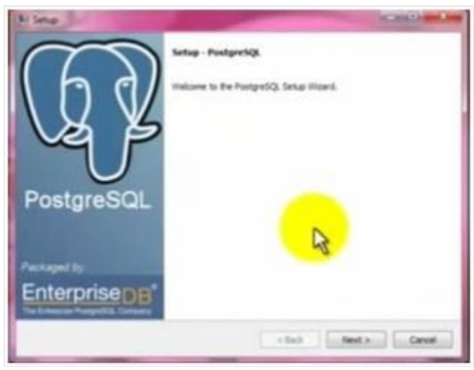 Setup
Setup - PostgreSQL
Welcome to the PostgreSQL Setup Wizard.
PostgreSQL
Packaged by:
EnterpriseDB®
The Enterprise PostgreSQL Company
< Back
Next >
Cancel